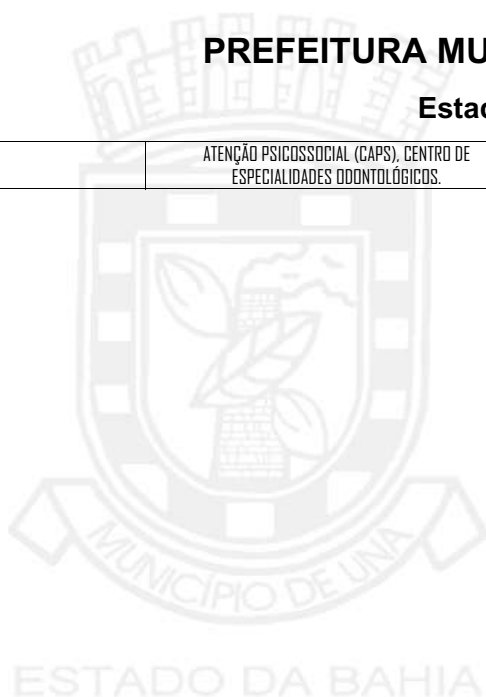 PREFEITURA MU
Estad
ATENÇÃO PSICOSSOCIAL (CAPS), CENTRO DE
ESPECIALIDADES ODONTOLÓGICOS.
MUNICÍPIO DE UNA
ESTADO DA BAHIA